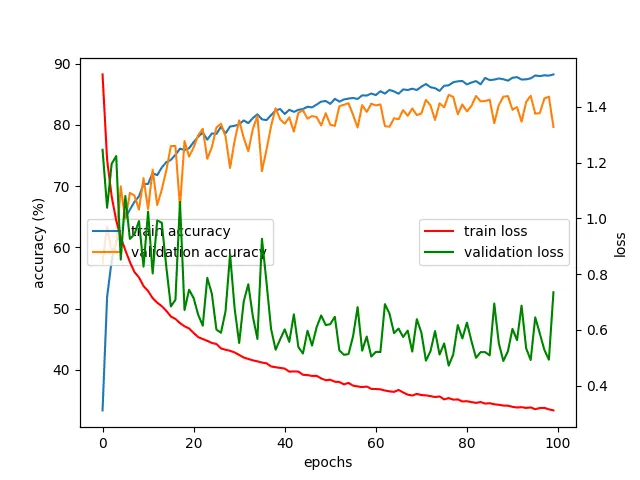 90
80
70
60
50
40
accuracy (%)
train accuracy
validation accuracy
train loss
validation loss
1.4
1.2
1.0
0.8
0.6
0.4
loss
0
20
40
60
80
100
epochs